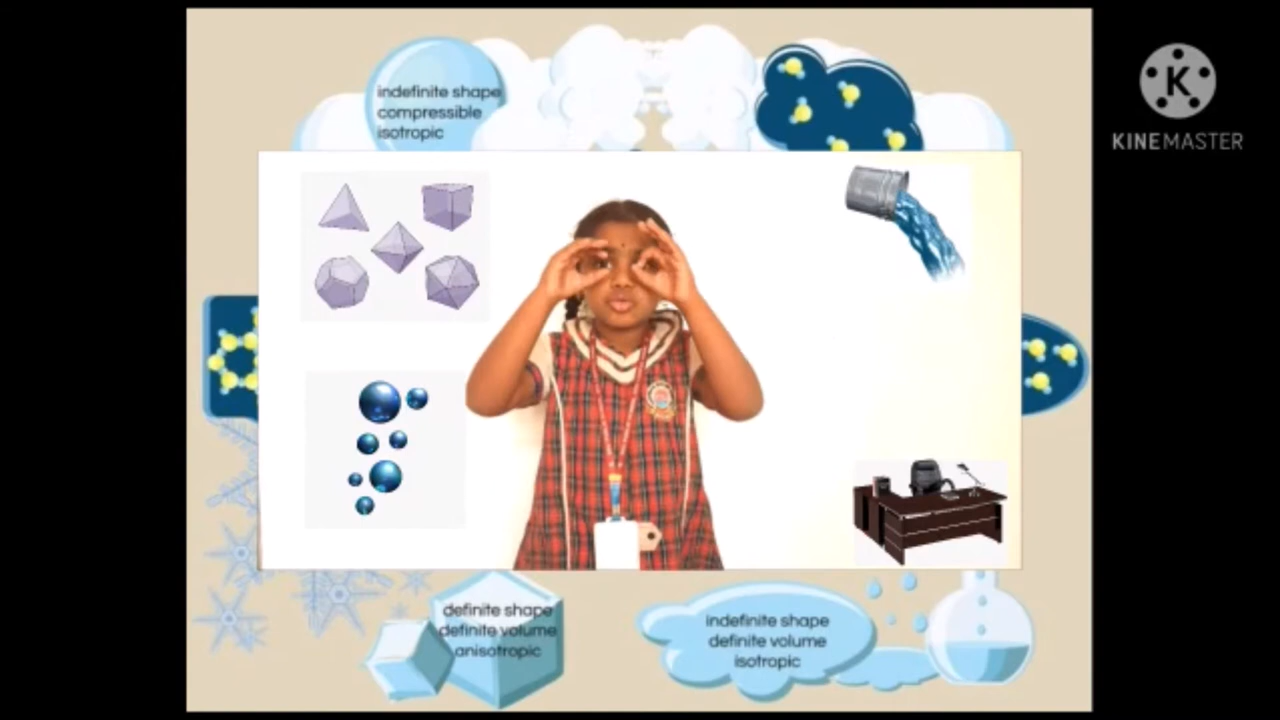 indefinite shape
compressible
isotropic
K
KINEMASTER
definite shape
definite volume
anisotropic
indefinite shape
definite volume
isotropic